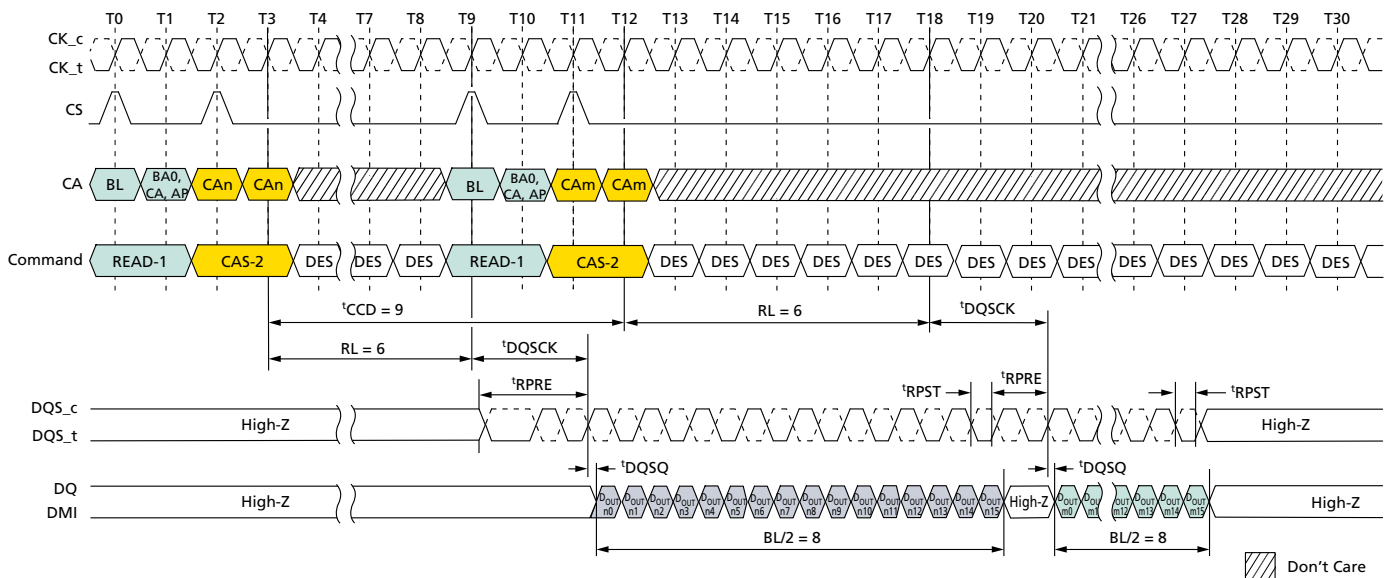 T0 T1 T2 T3 T4 T7 T8 T9 T10 T11 T12 T13 T14 T15 T16 T17 T18 T19 T20 T21 T26 T27 T28 T29 T30
CK_c
CK_t
CS
CA
BL
BA0,
CA, AP
CAn
CAn
BL
BA0,
CA, AP
CAm
CAm
Command
READ-1 CAS-2 DES DES DES READ-1 CAS-2 DES DES DES DES DES DES DES DES DES DES DES DES DES DES
tCCD = 9
RL = 6
tDQSCK
RL = 6
tDQSCK
tRPRE
tRPST
tRPRE
tRPST
DQS_c
DQS_t
High-Z
High-Z
tDQSQ
tDQSQ
DQ
DMI
High-Z
DOUT
n0
DOUT
n1
DOUT
n2
DOUT
n3
DOUT
n4
DOUT
n5
DOUT
n6
DOUT
n7
DOUT
n8
DOUT
n9
DOUT
n10
DOUT
n11
DOUT
n12
DOUT
n13
DOUT
n14
DOUT
n15
High-Z
DOUT
m0
DOUT
m1
DOUT
m12
DOUT
m13
DOUT
m14
DOUT
m15
High-Z
BL/2 = 8
BL/2 = 8
Don't Care